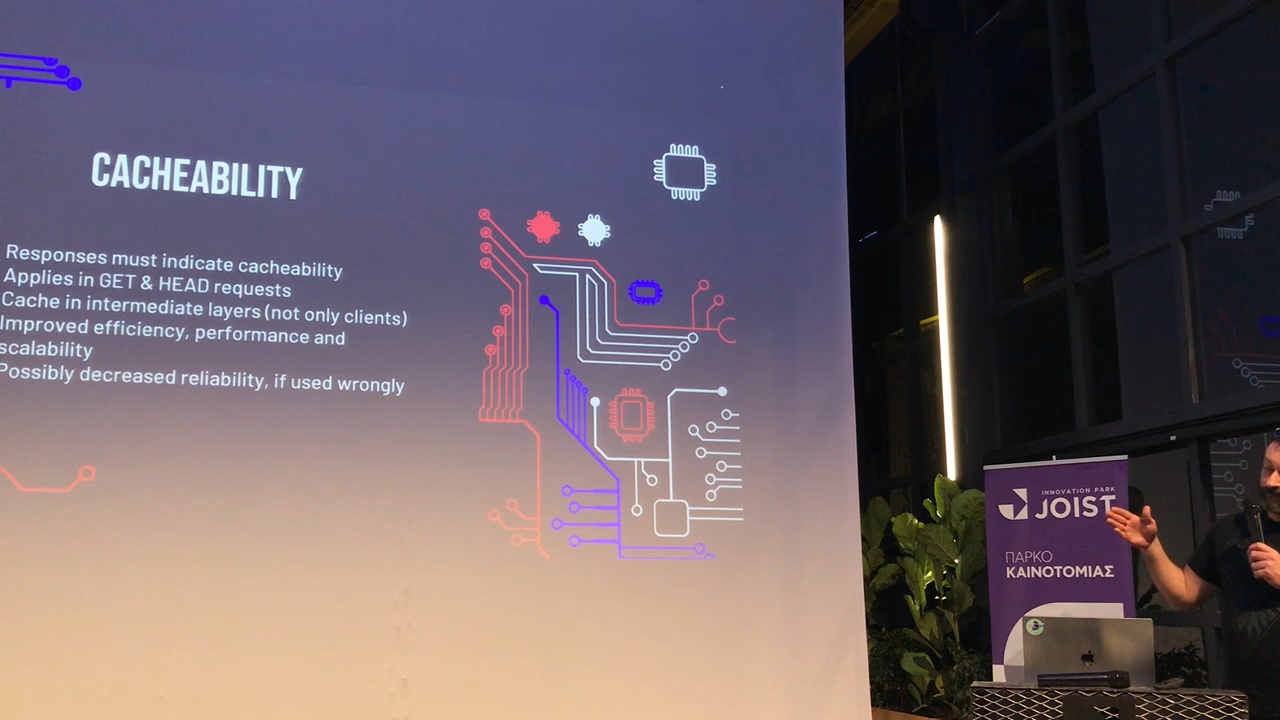 CACHEABILITY
Responses must indicate cacheability
Applies in GET & HEAD requests
Cache in intermediate layers (not only clients)
Improved efficiency, performance and
scalability
Possibly decreased reliability, if used wrongly
INNOVATION PARK
JOIST
ΠΑΡΚΟ
ΚΑΙΝΟΤΟΜΙΑΣ